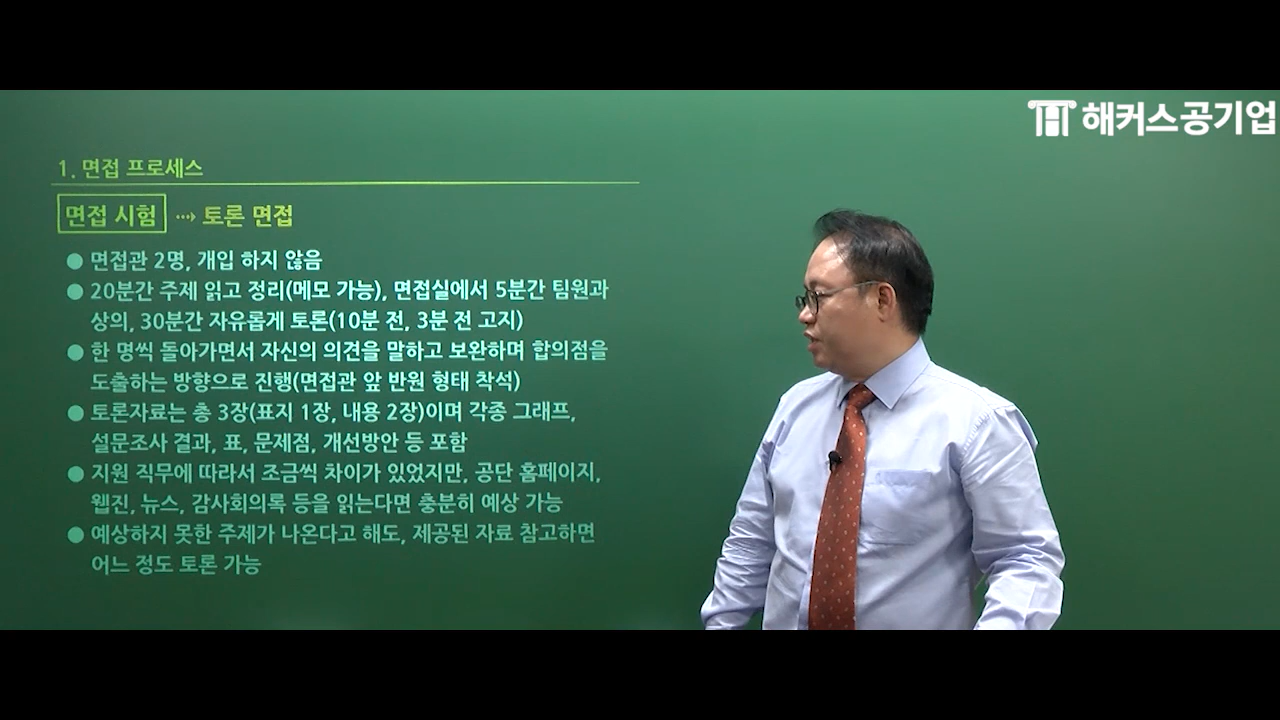 해커스공기업
1. 면접 프로세스
면접 시험 ···→ 토론 면접
● 면접관 2명, 개입 하지 않음
● 20분간 주제 읽고 정리(메모 가능), 면접실에서 5분간 팀원과
상의, 30분간 자유롭게 토론(10분 전, 3분 전 고지)
● 한 명씩 돌아가면서 자신의 의견을 말하고 보완하며 합의점을
도출하는 방향으로 진행(면접관 앞 반원 형태 착석)
● 토론자료는 총 3장(표지 1장, 내용 2장)이며 각종 그래프,
설문조사 결과, 표, 문제점, 개선방안 등 포함
● 지원 직무에 따라서 조금씩 차이가 있었지만, 공단 홈페이지,
웹진, 뉴스, 감사회의록 등을 읽는다면 충분히 예상 가능
● 예상하지 못한 주제가 나온다고 해도, 제공된 자료 참고하면
어느 정도 토론 가능